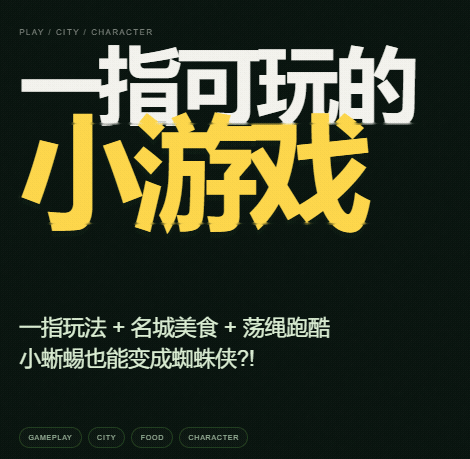 PLAY / CITY / CHARACTER
一指可玩的
小游戏
一指玩法 + 名城美食 + 荡绳跑酷
小蜥蜴也能变成蜘蛛侠?!
GAMEPLAY CITY FOOD CHARACTER